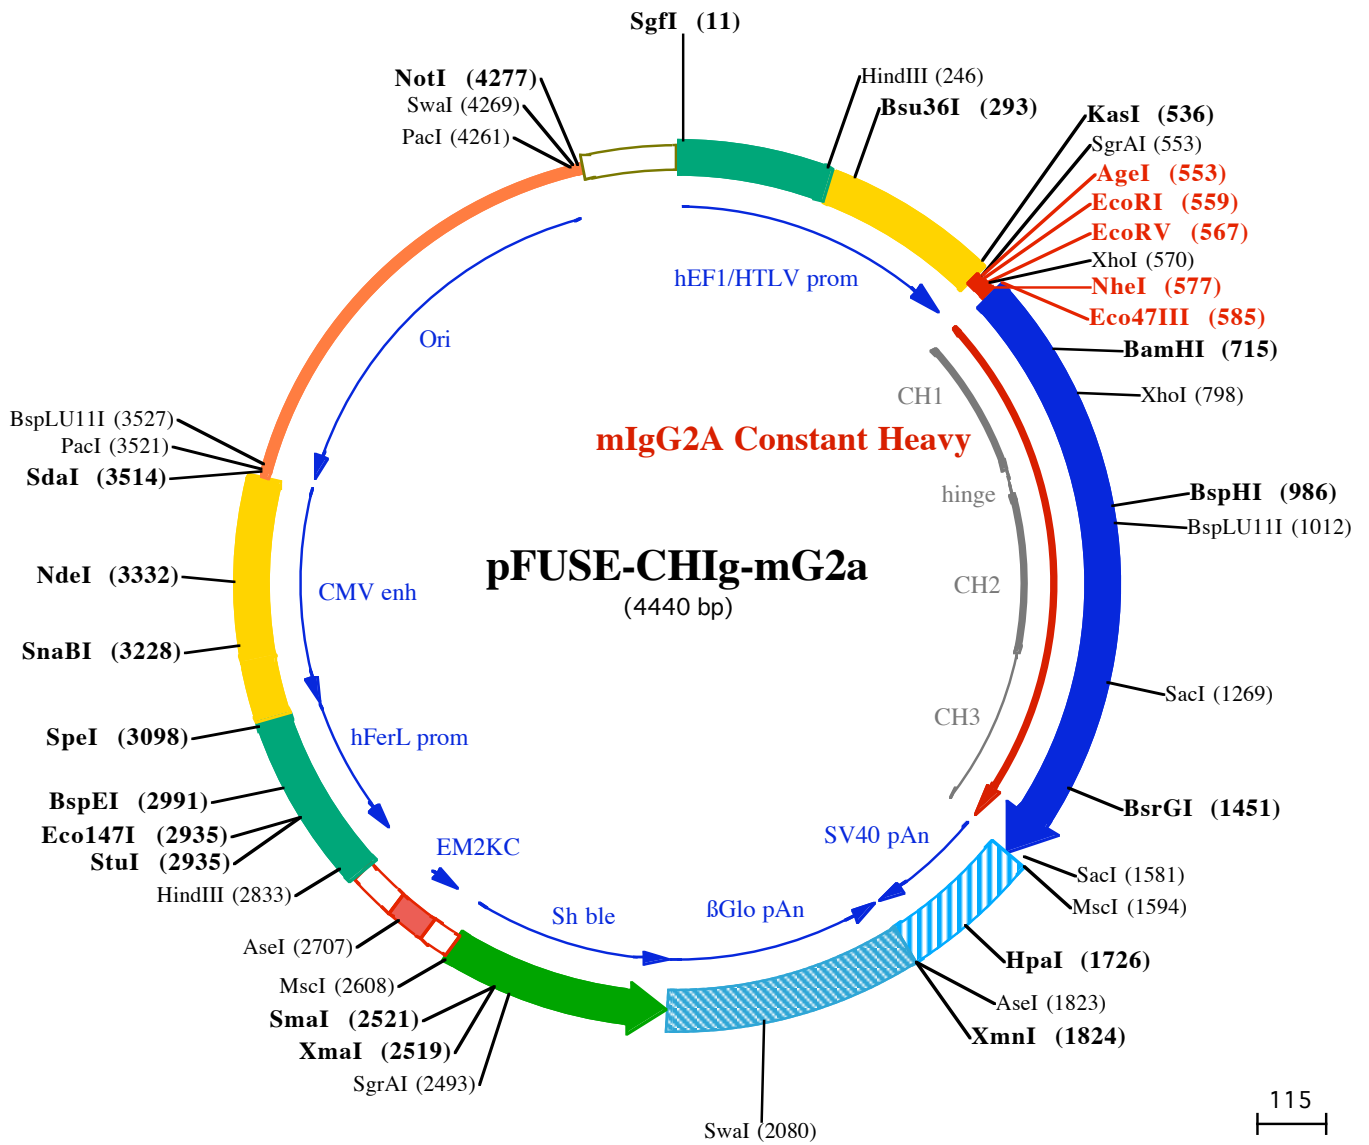 SgfI (11)
NotI (4277)
SwaI (4269)
PacI (4261)
HindIII (246)
Bsu36I (293)
KasI (536)
SgrAI (553)
AgeI (553)
EcoRI (559)
EcoRV (567)
XhoI (570)
NheI (577)
Eco47III (585)
BamHI (715)
XhoI (798)
BspHI (986)
BspLU11I (1012)
SacI (1269)
BsrGI (1451)
SacI (1581)
MscI (1594)
HpaI (1726)
AseI (1823)
XmnI (1824)
SwaI (2080)
SgrAI (2493)
XmaI (2519)
SmaI (2521)
MscI (2608)
AseI (2707)
HindIII (2833)
StuI (2935)
Eco147I (2935)
BspEI (2991)
SpeI (3098)
SnaBI (3228)
NdeI (3332)
SdaI (3514)
PacI (3521)
BspLU11I (3527)
hEF1/HTLV prom
Ori
CH1
mIgG2A Constant Heavy
hinge
pFUSE-CHIg-mG2a
(4440 bp)
CH2
CMV enh
CH3
hFerL prom
SV40 pAn
EM2KC
Sh ble
ßGlo pAn
115